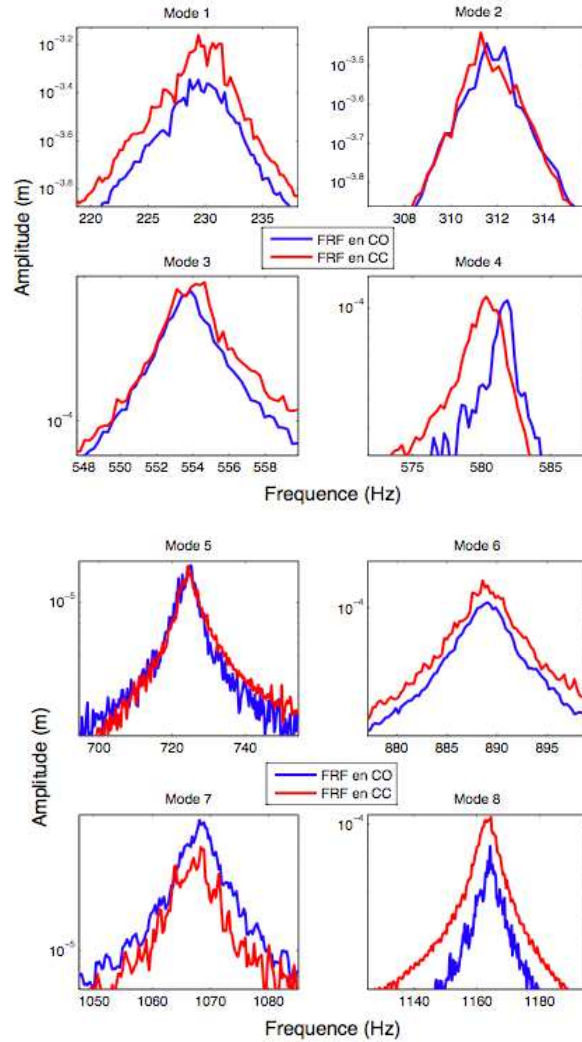 Mode 1
Mode 2
10^-3.2
10^-3.4
10^-3.6
10^-3.8
10^-3.5
10^-3.6
10^-3.7
10^-3.8
220 225 230 235
308 310 312 314
Amplitude (m)
FRF en CO
FRF en CC
Mode 3
Mode 4
10^-4
10^-4
548 550 552 554 556 558
575 580 585
Frequence (Hz)
Mode 5
Mode 6
10^-5
10^-4
700 720 740
880 885 890 895
Amplitude (m)
FRF en CO
FRF en CC
Mode 7
Mode 8
10^-5
10^-4
1050 1060 1070 1080
1140 1160 1180
Frequence (Hz)